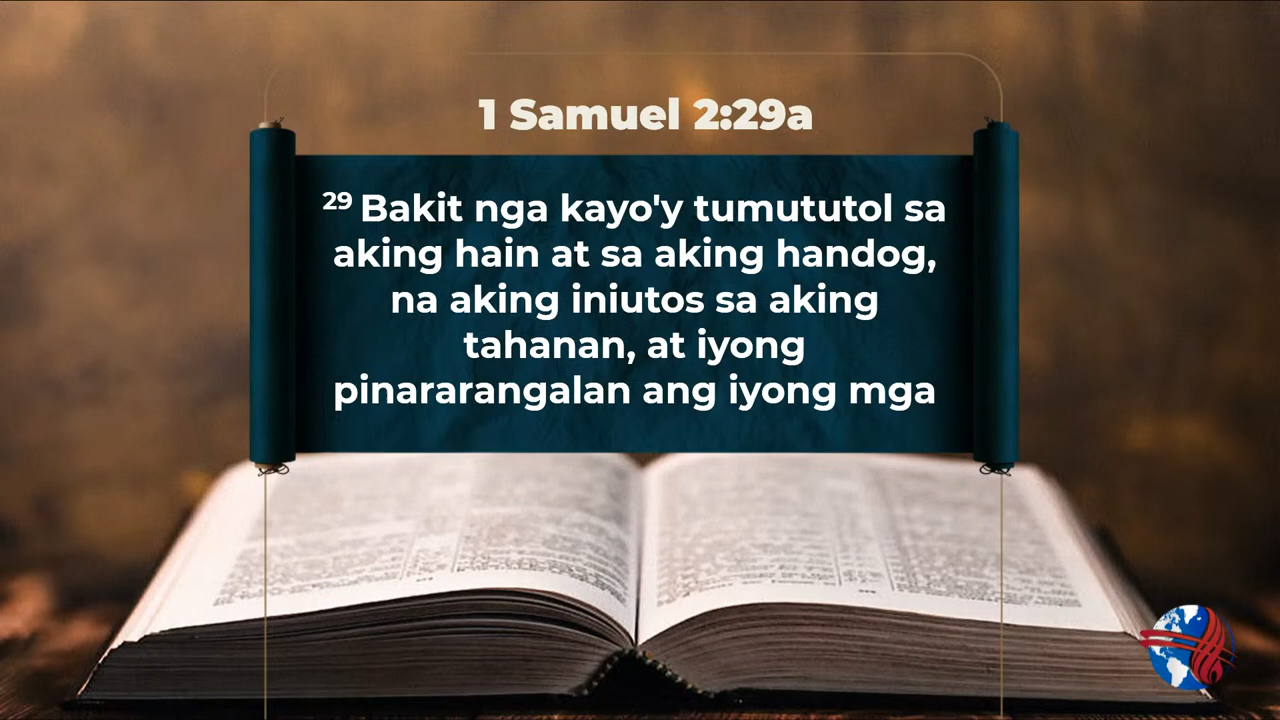 1 Samuel 2:29a
29 Bakit nga kayo'y tumututol sa
aking hain at sa aking handog,
na aking iniutos sa aking
tahanan, at iyong
pinararangalan ang iyong mga